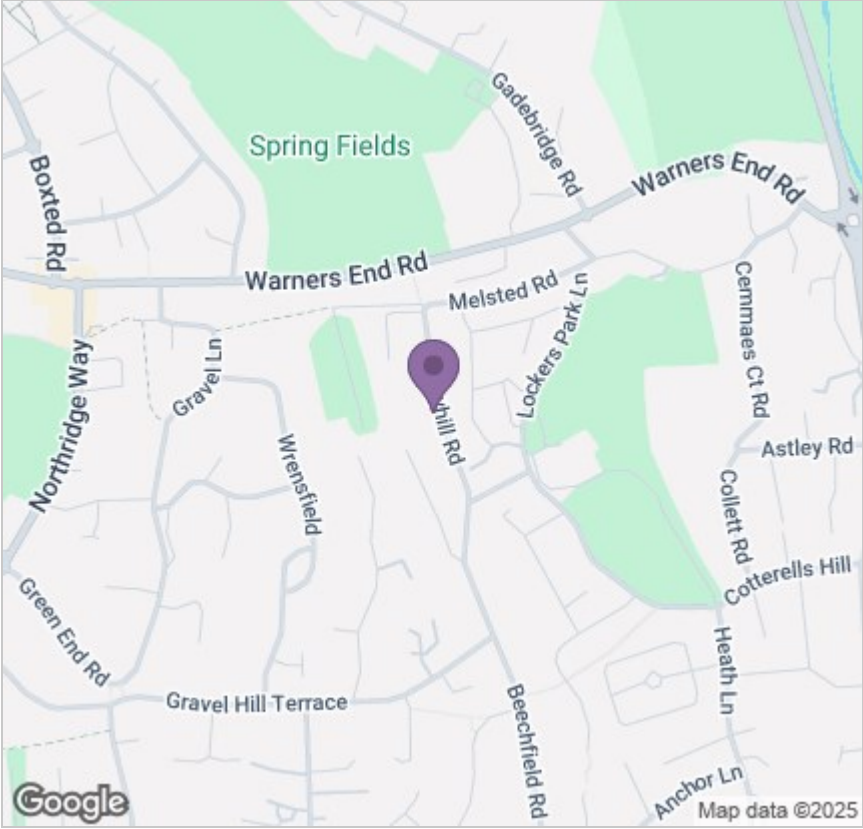 Gadebridge Rd
Spring Fields
Boxted Rd
Warners End Rd
Warners End Rd
Melsted Rd
Lockers Park Ln
Cemmaes Ct Rd
Gravel Ln
Northridge Way
hill Rd
Wrensfield
Astley Rd
Collett Rd
Cotterells Hill
Green End Rd
Heath Ln
Gravel Hill Terrace
Beechfield Rd
Anchor Ln
Google
Map data ©2025